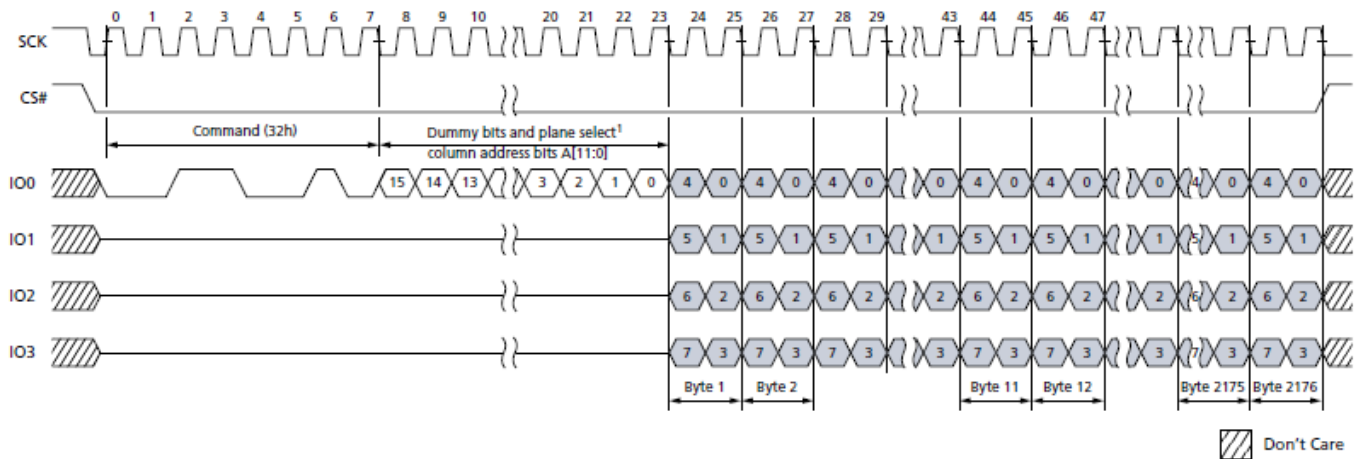 0 1 2 3 4 5 6 7 8 9 10 20 21 22 23 24 25 26 27 28 29 43 44 45 46 47
SCK
CS#
Command (32h) Dummy bits and plane select¹
column address bits A[11:0]
IO0 15 14 13 3 2 1 0 4 0 4 0 4 0 0 4 0 4 0 0 4 0 4 0
IO1 5 1 5 1 5 1 1 5 1 5 1 1 5 1 5 1
IO2 6 2 6 2 6 2 2 6 2 6 2 2 6 2 6 2
IO3 7 3 7 3 7 3 3 7 3 7 3 3 7 3 7 3
Byte 1 Byte 2 Byte 11 Byte 12 Byte 2175 Byte 2176
Don't Care